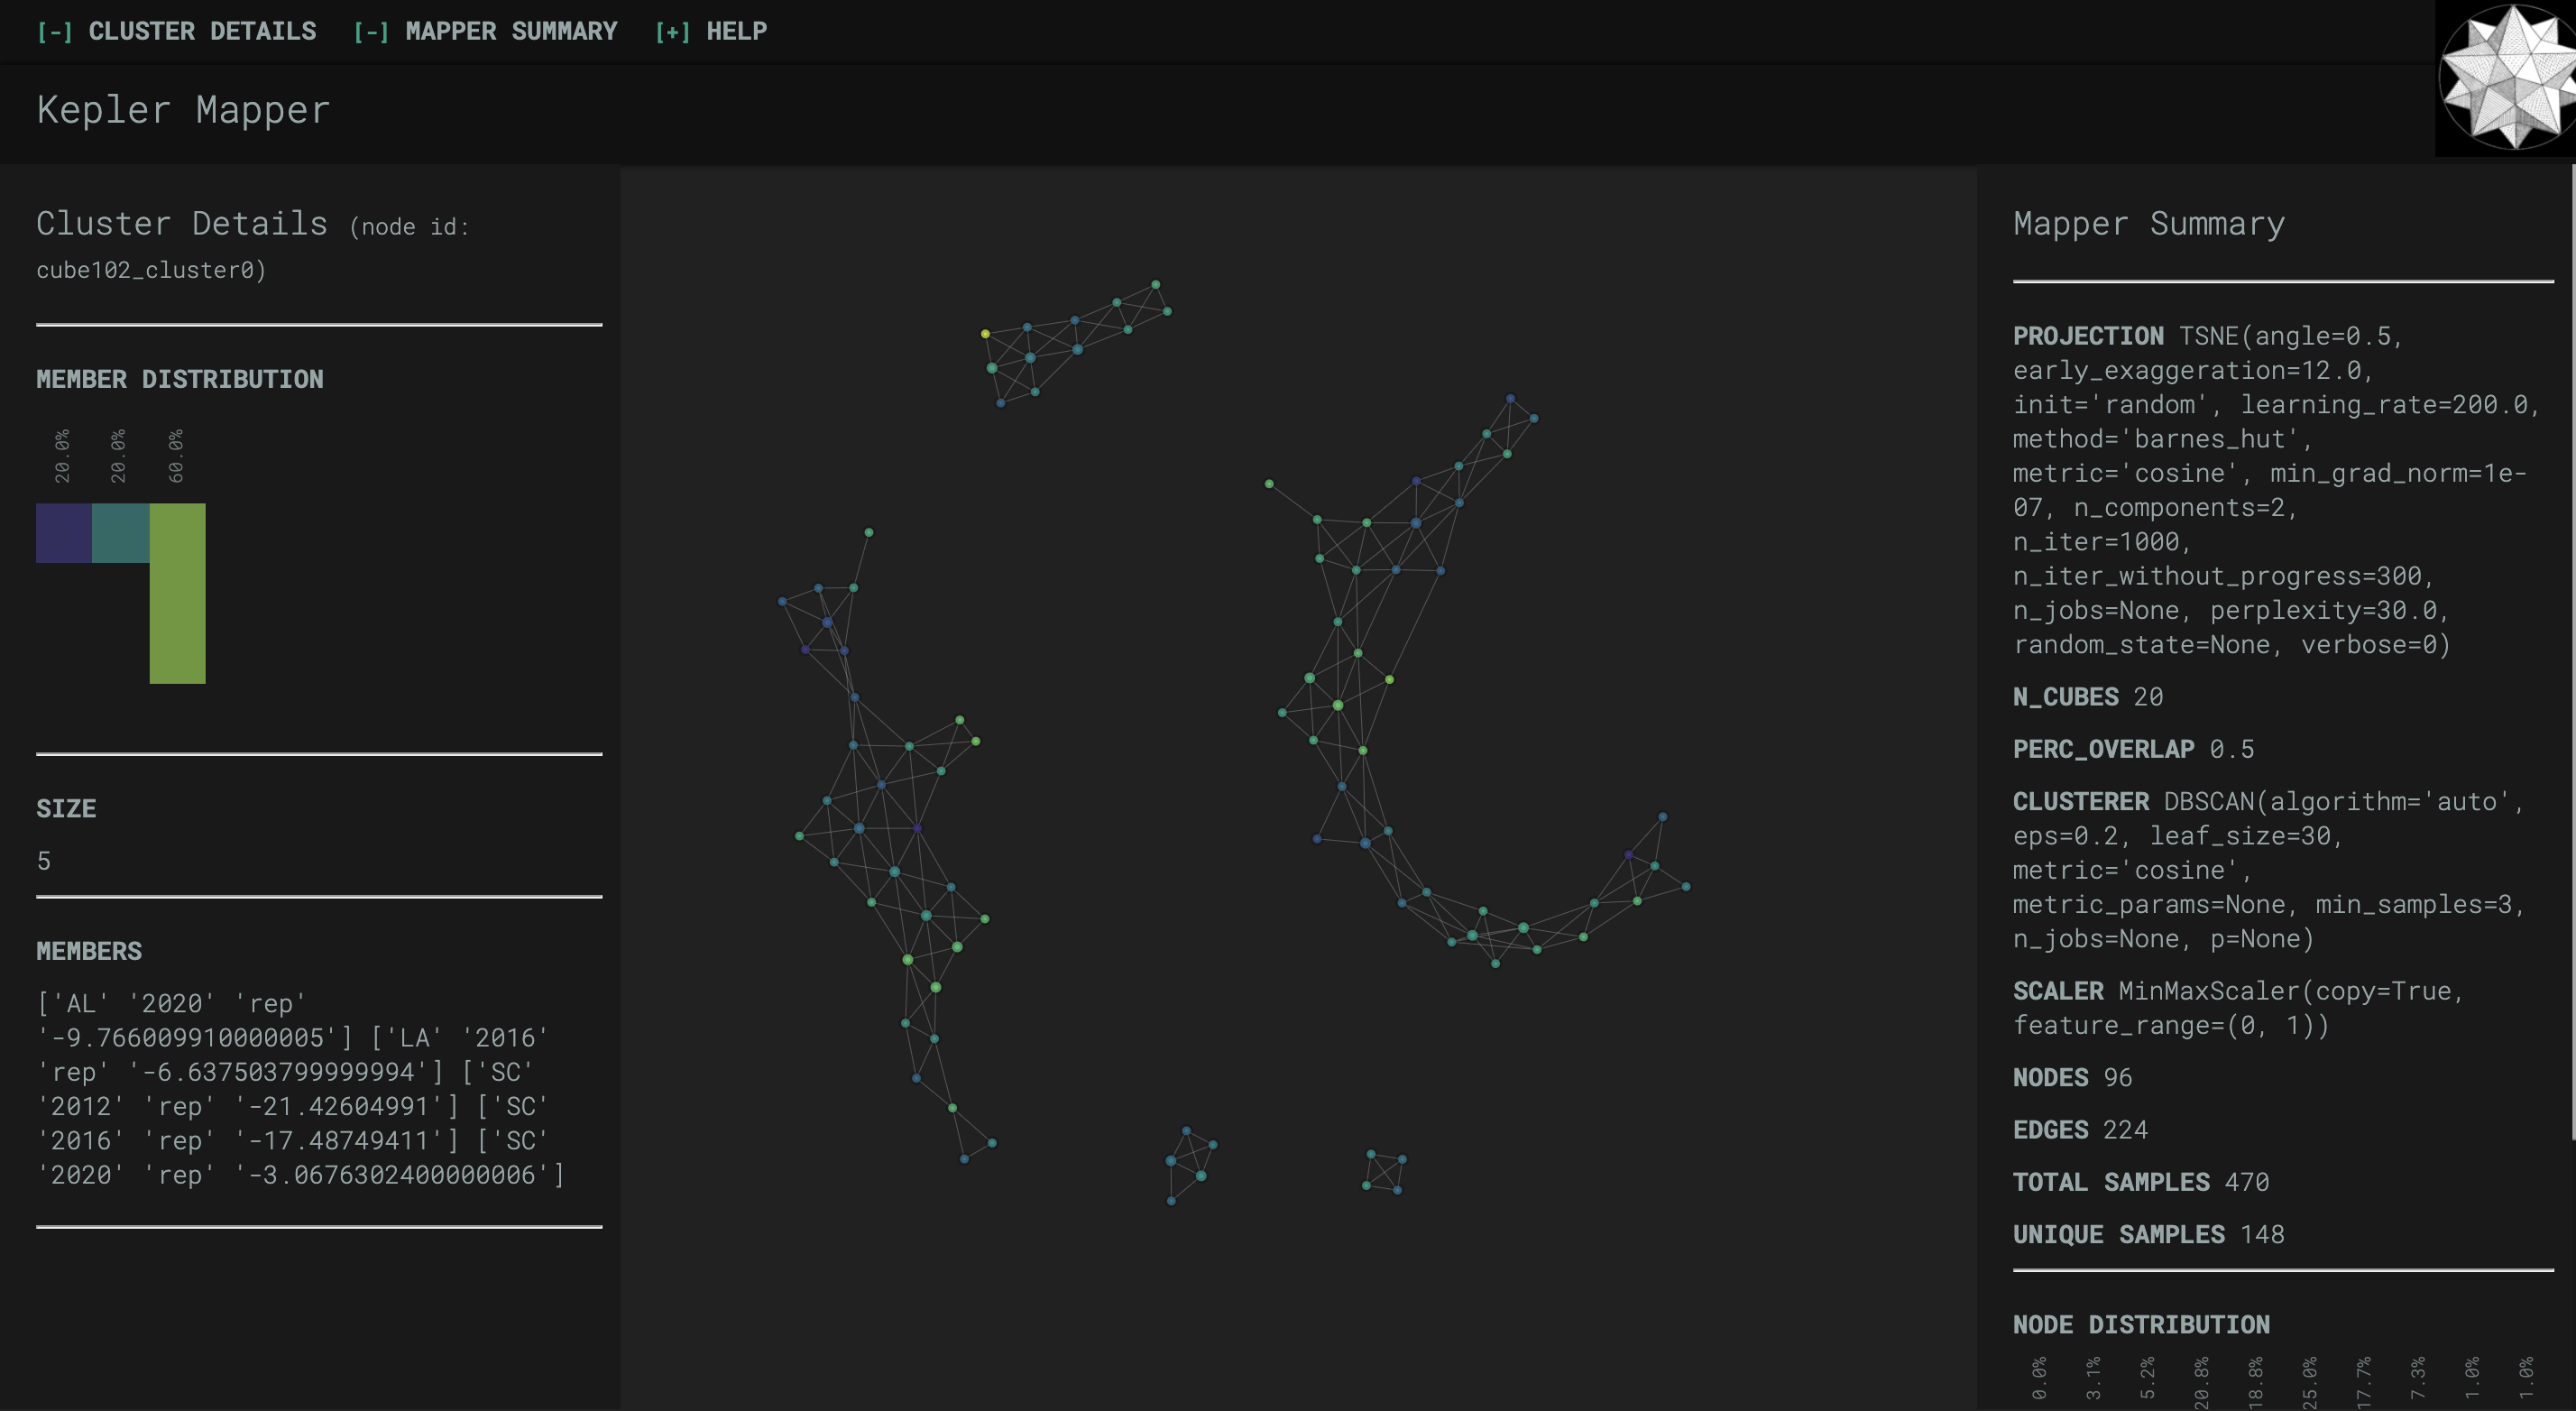 [-] CLUSTER DETAILS [-] MAPPER SUMMARY [+] HELP
Kepler Mapper
Cluster Details (node id:
cube102_cluster0)
MEMBER DISTRIBUTION
20.0% 20.0% 60.0%
SIZE
5
MEMBERS
['AL' '2020' 'rep'
'-9.766009910000005'] ['LA' '2016'
'rep' '-6.637503799999994'] ['SC'
'2012' 'rep' '-21.42604991'] ['SC'
'2016' 'rep' '-17.48749411'] ['SC'
'2020' 'rep' '-3.0676302400000006']
Mapper Summary
PROJECTION TSNE(angle=0.5,
early_exaggeration=12.0,
init='random', learning_rate=200.0,
method='barnes_hut',
metric='cosine', min_grad_norm=1e-
07, n_components=2,
n_iter=1000,
n_iter_without_progress=300,
n_jobs=None, perplexity=30.0,
random_state=None, verbose=0)
N_CUBES 20
PERC_OVERLAP 0.5
CLUSTERER DBSCAN(algorithm='auto',
eps=0.2, leaf_size=30,
metric='cosine',
metric_params=None, min_samples=3,
n_jobs=None, p=None)
SCALER MinMaxScaler(copy=True,
feature_range=(0, 1))
NODES 96
EDGES 224
TOTAL SAMPLES 470
UNIQUE SAMPLES 148
NODE DISTRIBUTION
0.0% 3.1% 5.2% 20.8% 18.8% 25.0% 17.7% 7.3% 1.0% 1.0%